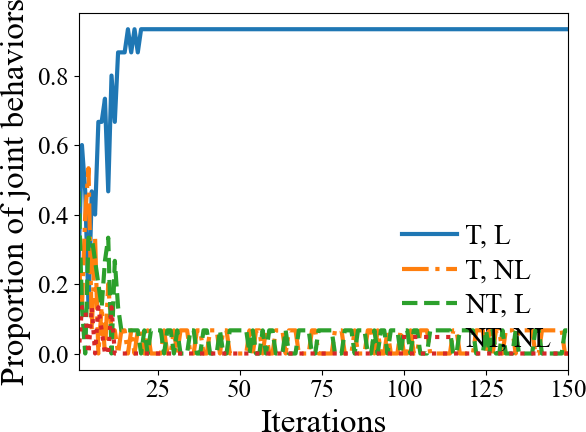 Proportion of joint behaviors
0.8
0.6
0.4
0.2
0.0
T, L
T, NL
NT, L
NT, NL
25 50 75 100 125 150
Iterations